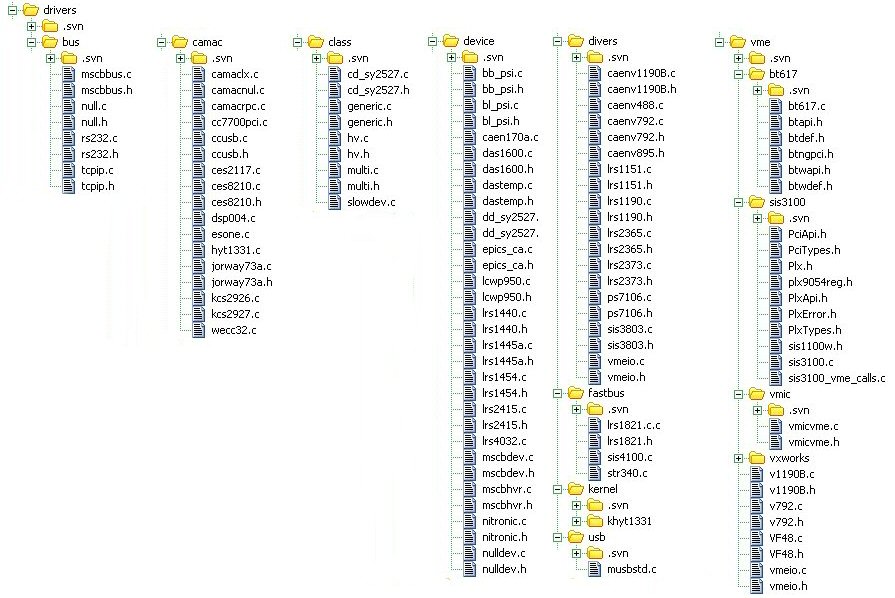 drivers
.svn
bus
.svn
mscbbus.c
mscbbus.h
null.c
null.h
rs232.c
rs232.h
tcpip.c
tcpip.h
camac
.svn
camaclx.c
camacnul.c
camacrpc.c
cc7700pci.c
ccusb.c
ccusb.h
ces2117.c
ces8210.c
ces8210.h
dsp004.c
esone.c
hyt1331.c
jorway73a.c
jorway73a.h
kcs2926.c
kcs2927.c
wecc32.c
class
.svn
cd_sy2527.c
cd_sy2527.h
generic.c
generic.h
hv.c
hv.h
multi.c
multi.h
slowdev.c
device
.svn
bb_psi.c
bb_psi.h
bl_psi.c
bl_psi.h
caen170a.c
das1600.c
das1600.h
dastemp.c
dastemp.h
dd_sy2527.
dd_sy2527.
epics_ca.c
epics_ca.h
lcwp950.c
lcwp950.h
lrs1440.c
lrs1440.h
lrs1445a.c
lrs1445a.h
lrs1454.c
lrs1454.h
lrs2415.c
lrs2415.h
lrs4032.c
mscbdev.c
mscbdev.h
mscbhvr.c
mscbhvr.h
nitronic.c
nitronic.h
nulldev.c
nulldev.h
divers
.svn
caenv1190B.c
caenv1190B.h
caenv488.c
caenv792.c
caenv792.h
caenv895.h
lrs1151.c
lrs1151.h
lrs1190.c
lrs1190.h
lrs2365.c
lrs2365.h
lrs2373.c
lrs2373.h
ps7106.c
ps7106.h
sis3803.c
sis3803.h
vmeio.c
vmeio.h
fastbus
.svn
lrs1821.c.c
lrs1821.h
sis4100.c
str340.c
kernel
.svn
khyt1331
usb
.svn
musbstd.c
vme
.svn
bt617
.svn
bt617.c
btapi.h
btdef.h
btngpci.h
btwapi.h
btwdef.h
sis3100
.svn
PciApi.h
PciTypes.h
Plx.h
plx9054reg.h
PlxApi.h
PlxError.h
PlxTypes.h
sis1100w.h
sis3100.c
sis3100_vme_calls.c
vmic
.svn
vmicvme.c
vmicvme.h
vxworks
v1190B.c
v1190B.h
v792.c
v792.h
VF48.c
VF48.h
vmeio.c
vmeio.h